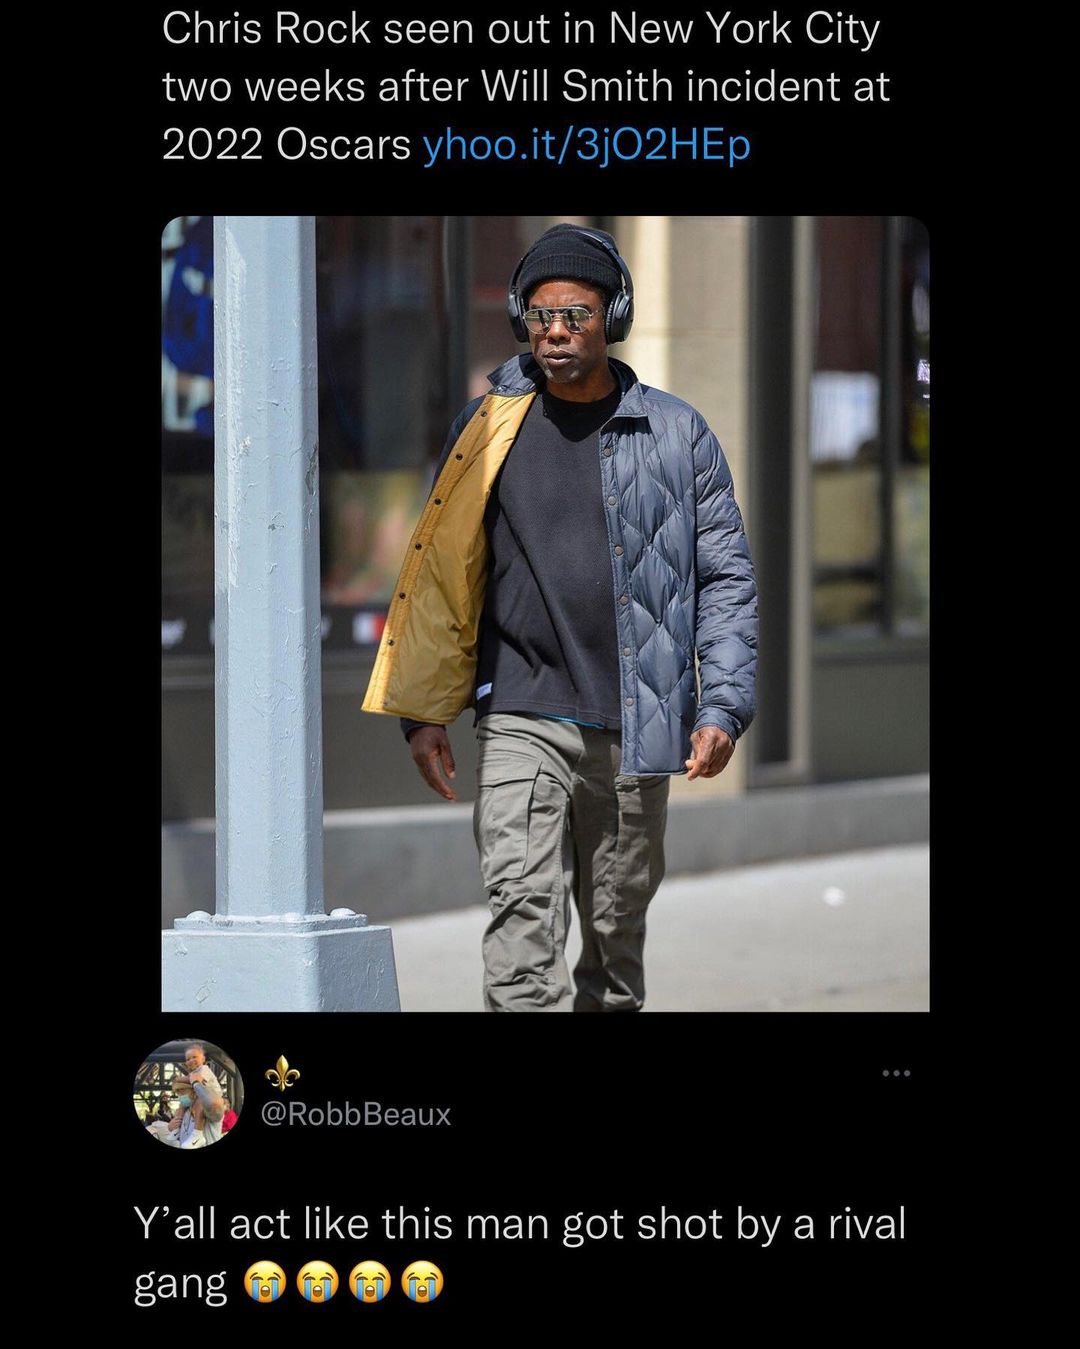 Chris Rock seen out in New York City
two weeks after Will Smith incident at
2022 Oscars yhoo.it/3jO2HEp
@RobbBeaux
Y’all act like this man got shot by a rival
gang 😭😭😭😭